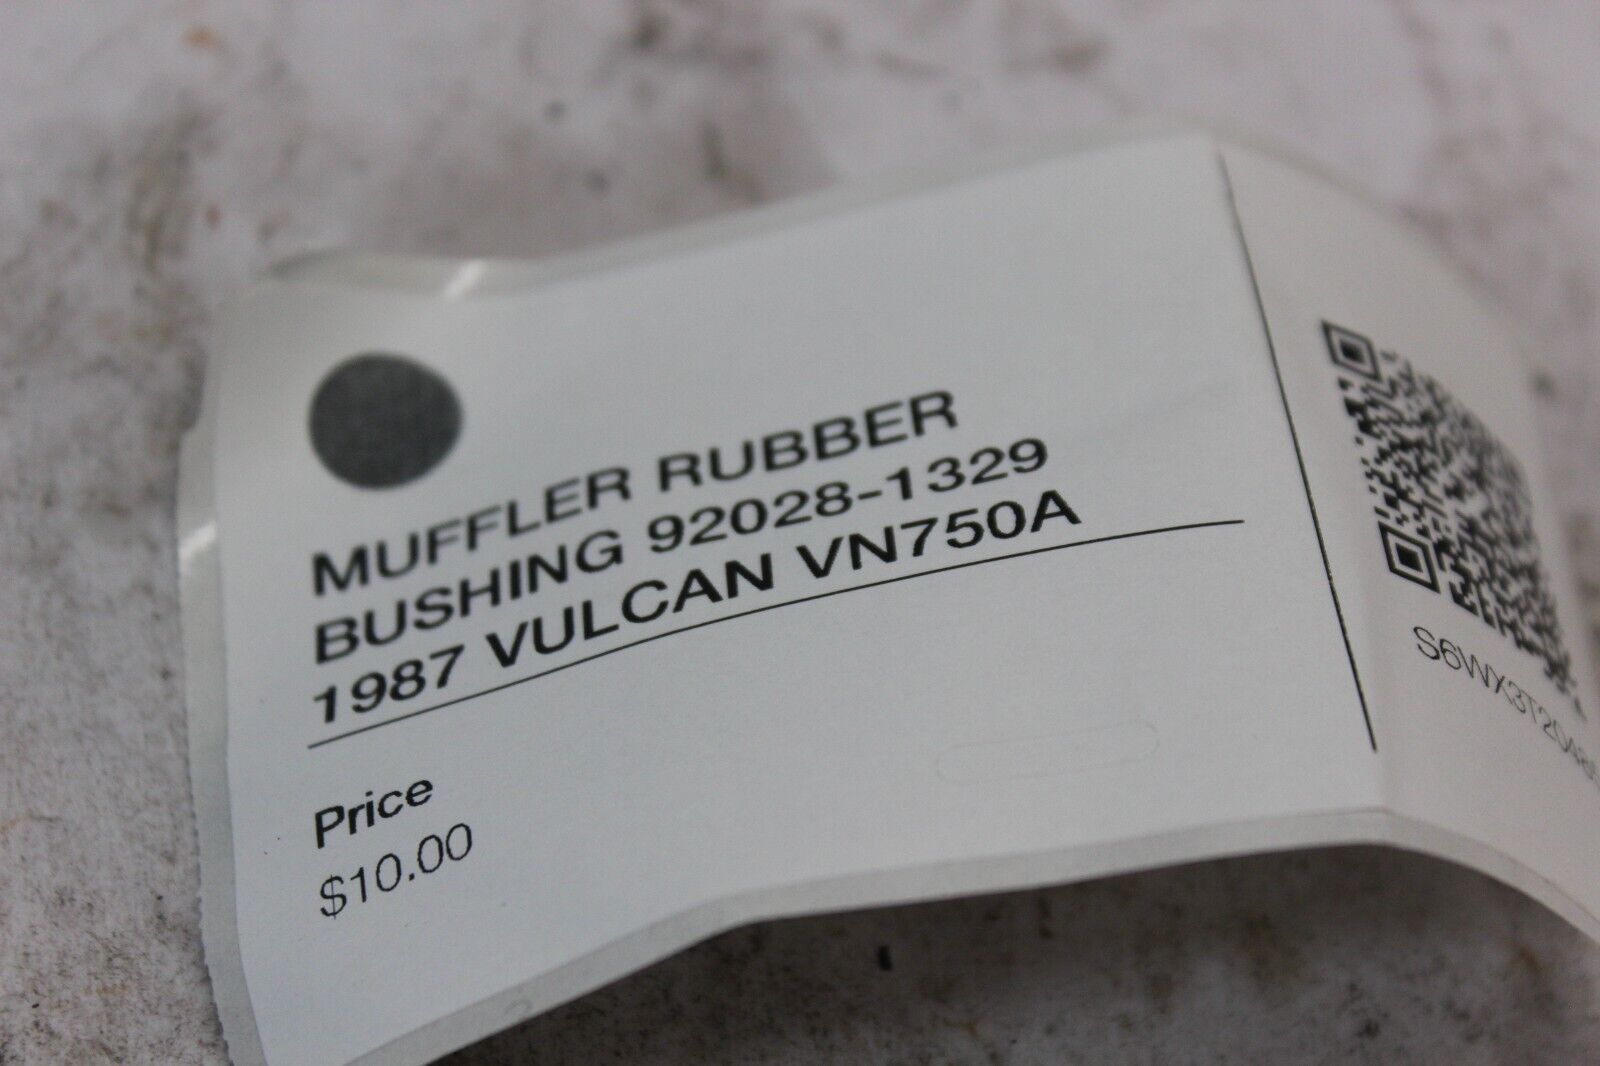 MUFFLER RUBBER
BUSHING 92028-1329
1987 VULCAN VN750A
Price
$10.00